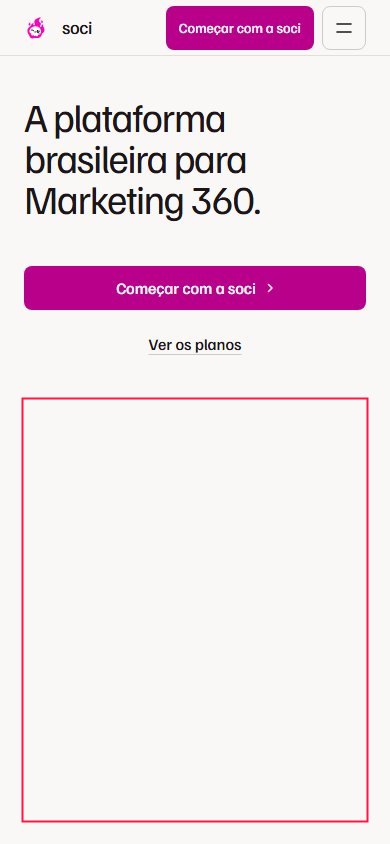 soci
Começar com a soci
A plataforma
brasileira para
Marketing 360.
Começar com a soci
Ver os planos